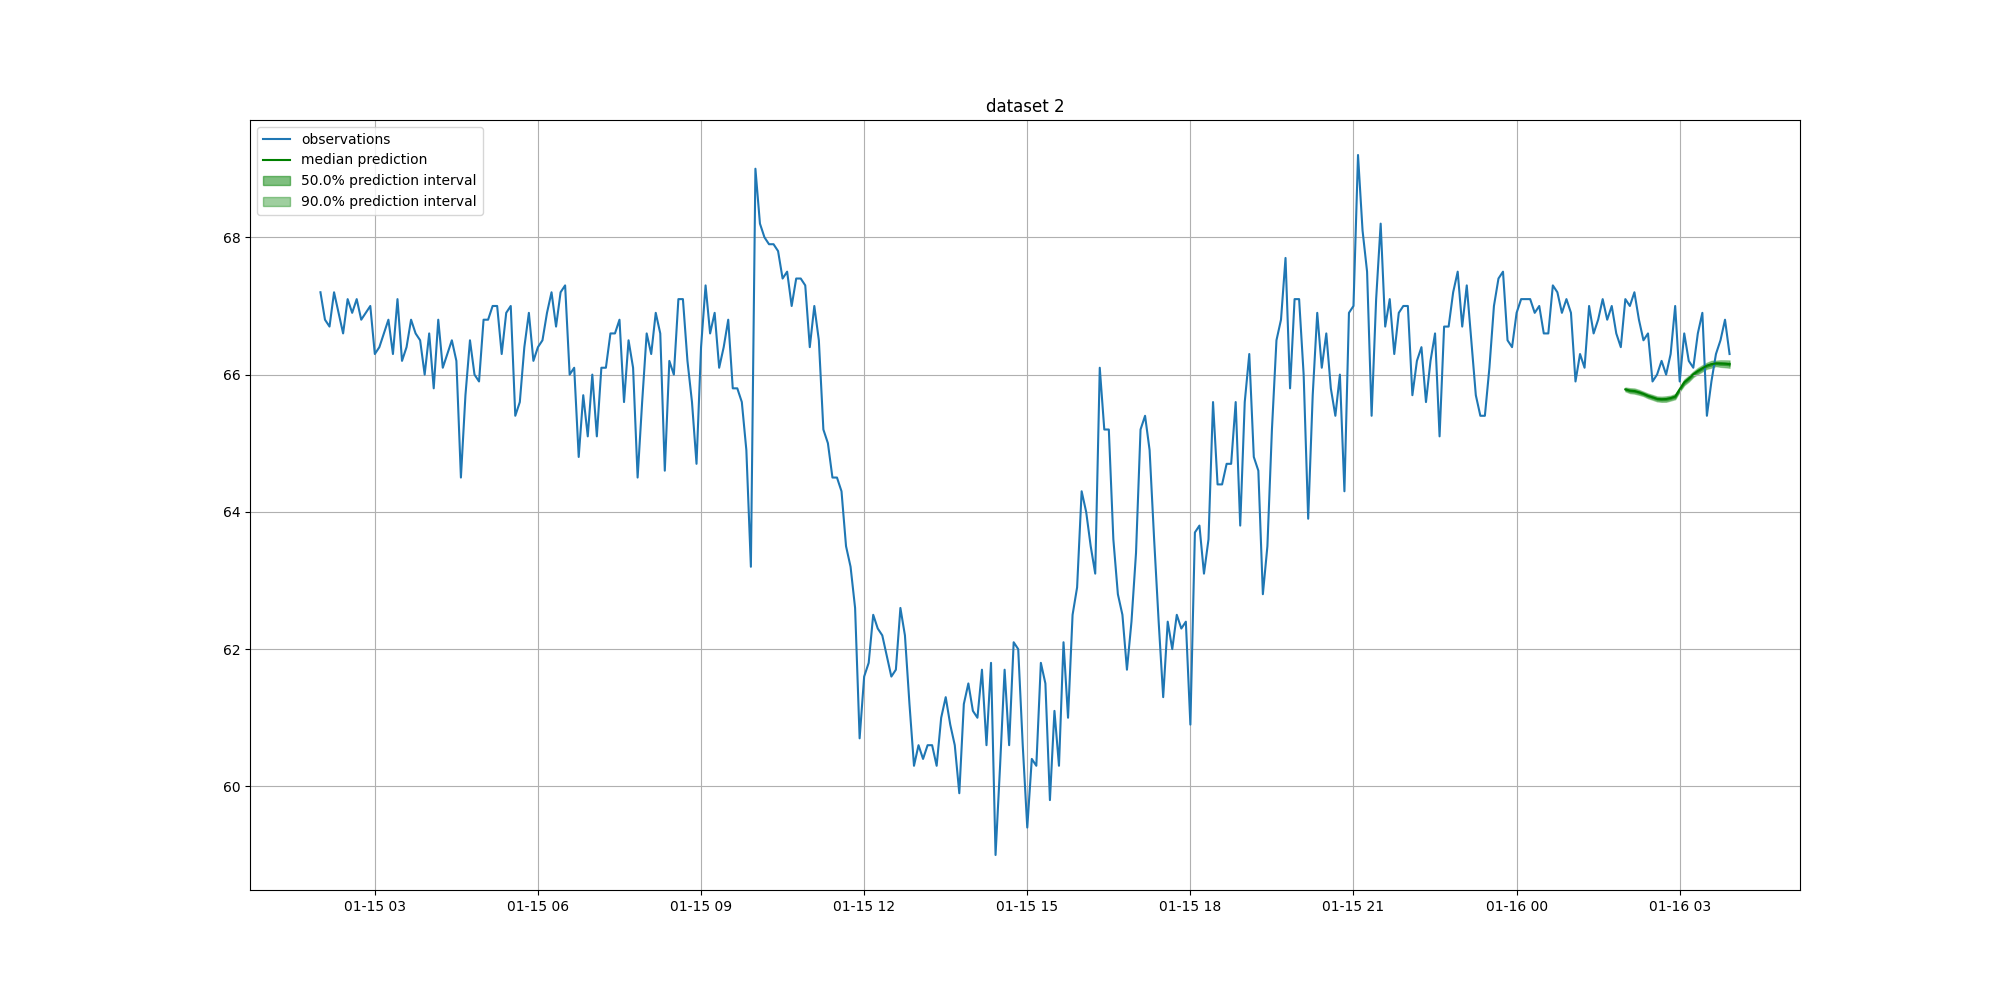 dataset 2
observations
median prediction
50.0% prediction interval
90.0% prediction interval
68
66
64
62
60
01-15 03
01-15 06
01-15 09
01-15 12
01-15 15
01-15 18
01-15 21
01-16 00
01-16 03